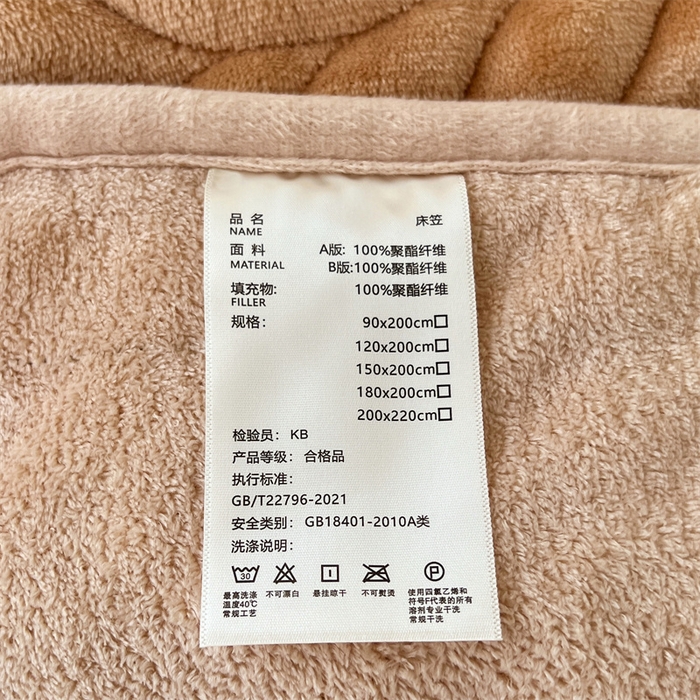 品 名 床笠
NAME
面 料 A版: 100%聚酯纤维
MATERIAL B版:100%聚酯纤维
填充物: 100%聚酯纤维
FILLER
规格: 90x200cm□
120x200cm□
150x200cm□
180x200cm□
200x220cm□
检验员: KB
产品等级: 合格品
执行标准:
GB/T22796-2021
安全类别: GB18401-2010A类
洗涤说明:
30
P
最高洗涤
温度40℃
常规工艺
不可漂白
悬挂晾干
不可熨烫
使用四氯乙烯和
符号F代表的所有
溶剂专业干洗
常规干洗